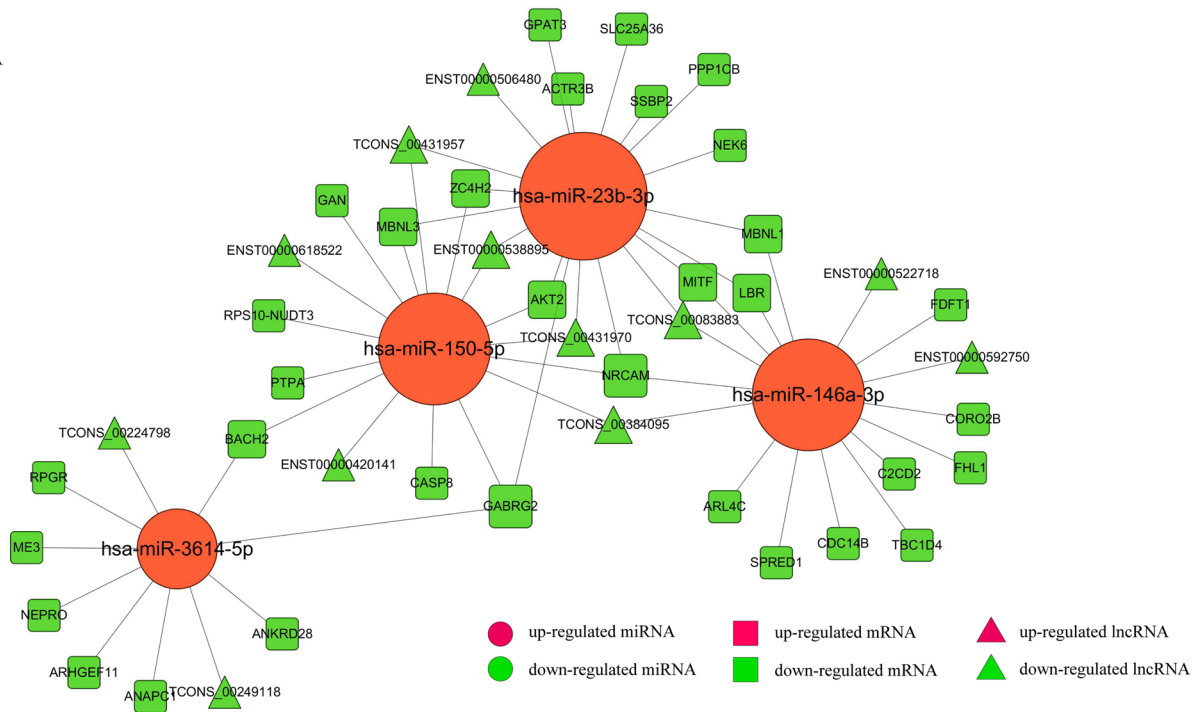 GPAT3
SLC25A36
PPP1CB
ENST00000506480
ACTR3B
SSBP2
TCONS_00431957
NEK6
ZC4H2
hsa-miR-23b-3p
GAN
MBNL3
MBNL1
ENST00000618522
ENST00000538895
ENST00000522718
MITF
LBR
AKT2
FDFT1
RPS10-NUDT3
TCONS_00083883
TCONS_00431970
hsa-miR-150-5p
ENST00000592750
NRCAM
PTPA
hsa-miR-146a-3p
CORO2B
TCONS_00384095
TCONS_00224798
BACH2
ENST00000420141
FHL1
C2CD2
RPGR
CASP8
GABRG2
ARL4C
CDC14B
TBC1D4
ME3
hsa-miR-3614-5p
SPRED1
NEPRO
ANKRD28
ARHGEF11
ANAPC1
TCONS_00249118
up-regulated miRNA
up-regulated mRNA
up-regulated lncRNA
down-regulated miRNA
down-regulated mRNA
down-regulated lncRNA